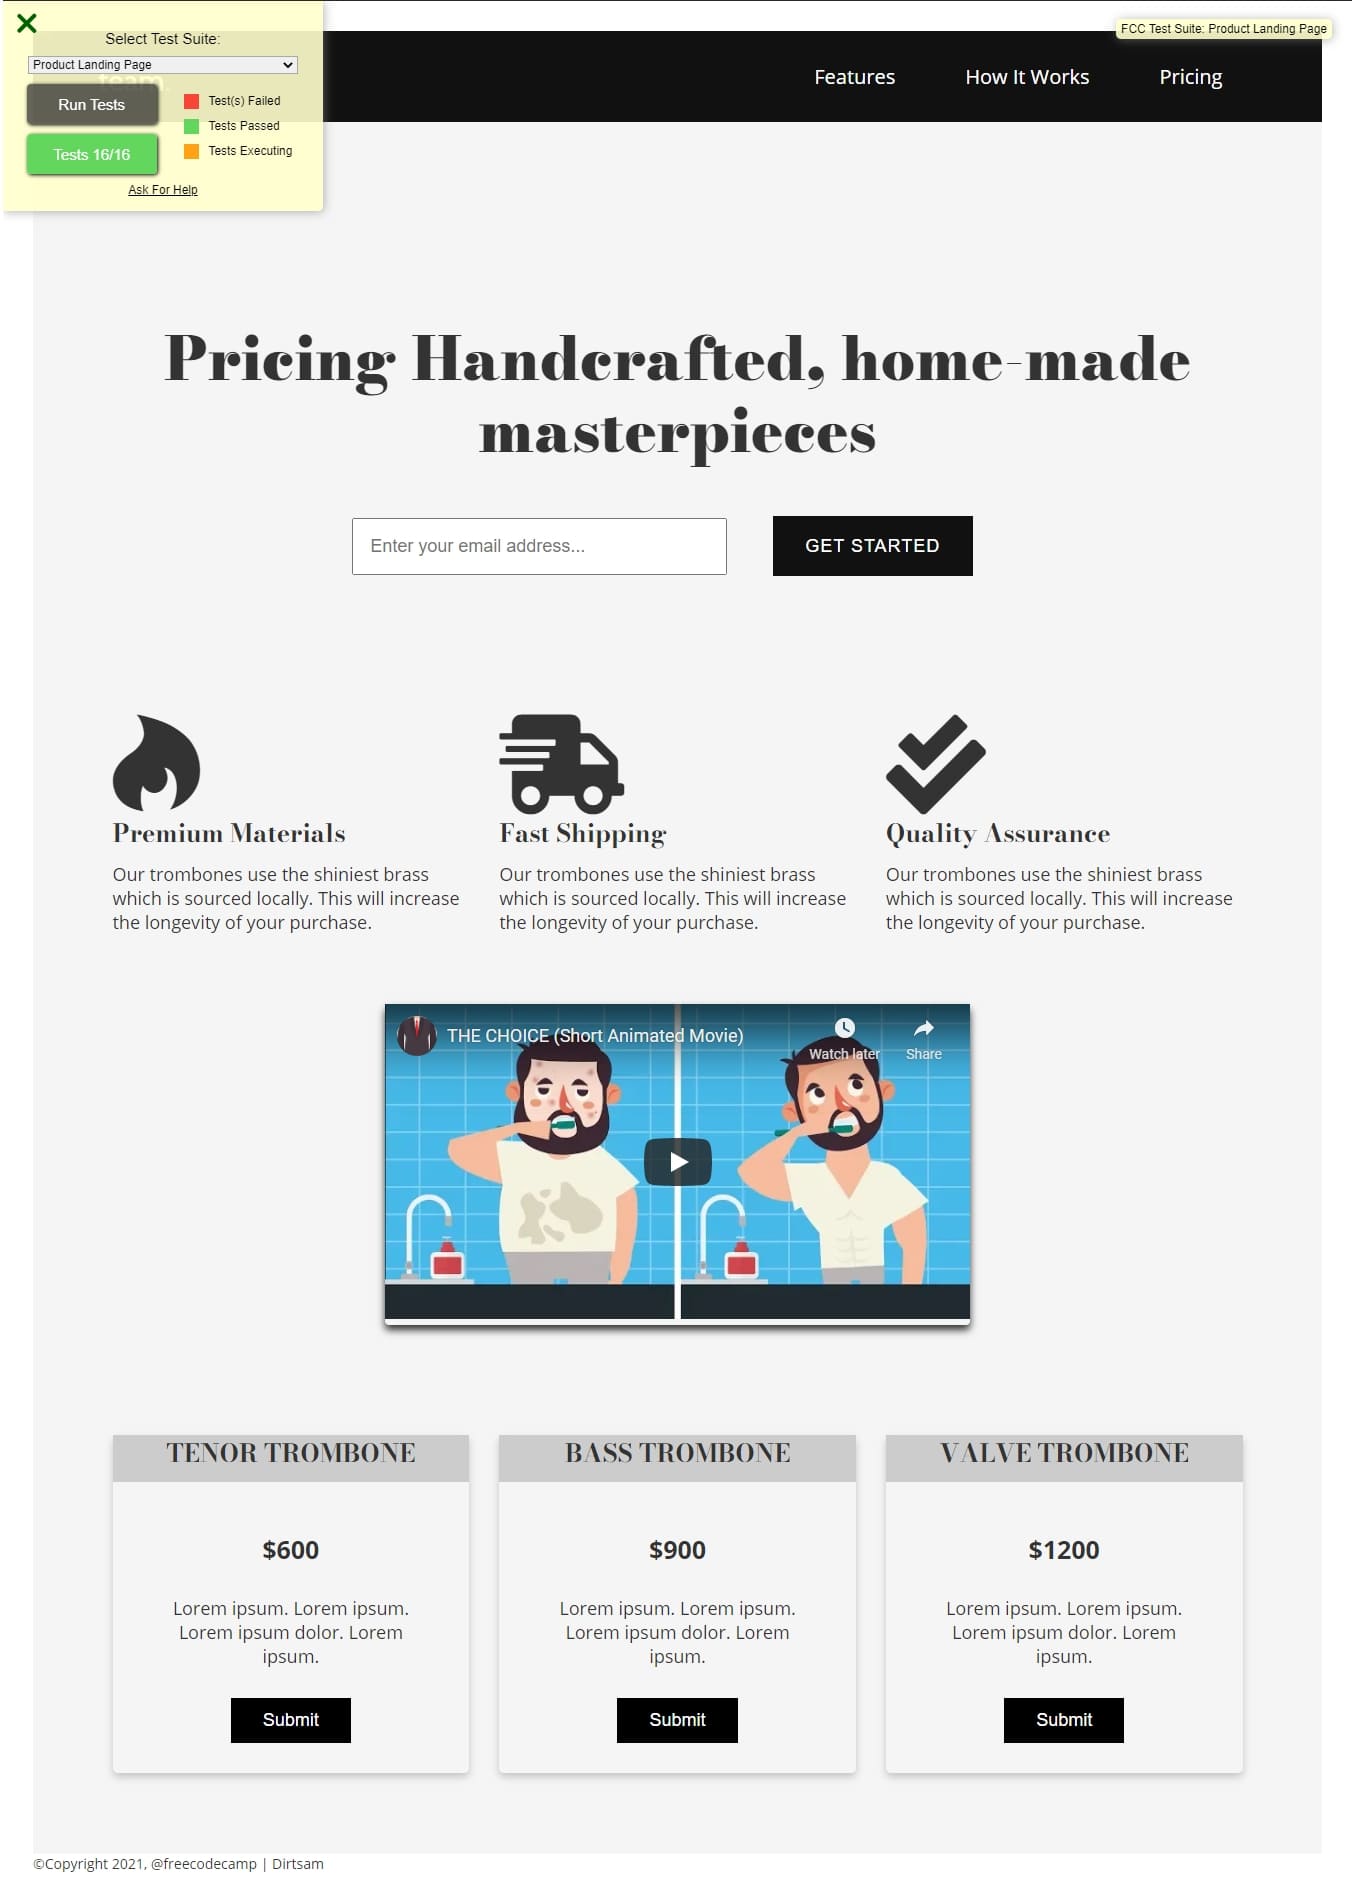 Select Test Suite:
Product Landing Page
team.
Run Tests
Tests 16/16
Test(s) Failed
Tests Passed
Tests Executing
Ask For Help
FCC Test Suite: Product Landing Page
Features
How It Works
Pricing
Pricing Handcrafted, home-made
masterpieces
Enter your email address...
GET STARTED
Premium Materials
Our trombones use the shiniest brass
which is sourced locally. This will increase
the longevity of your purchase.
Fast Shipping
Our trombones use the shiniest brass
which is sourced locally. This will increase
the longevity of your purchase.
Quality Assurance
Our trombones use the shiniest brass
which is sourced locally. This will increase
the longevity of your purchase.
THE CHOICE (Short Animated Movie)
Watch later
Share
TENOR TROMBONE
$600
Lorem ipsum. Lorem ipsum.
Lorem ipsum dolor. Lorem
ipsum.
Submit
BASS TROMBONE
$900
Lorem ipsum. Lorem ipsum.
Lorem ipsum dolor. Lorem
ipsum.
Submit
VALVE TROMBONE
$1200
Lorem ipsum. Lorem ipsum.
Lorem ipsum dolor. Lorem
ipsum.
Submit
©Copyright 2021, @freecodecamp | Dirtsam